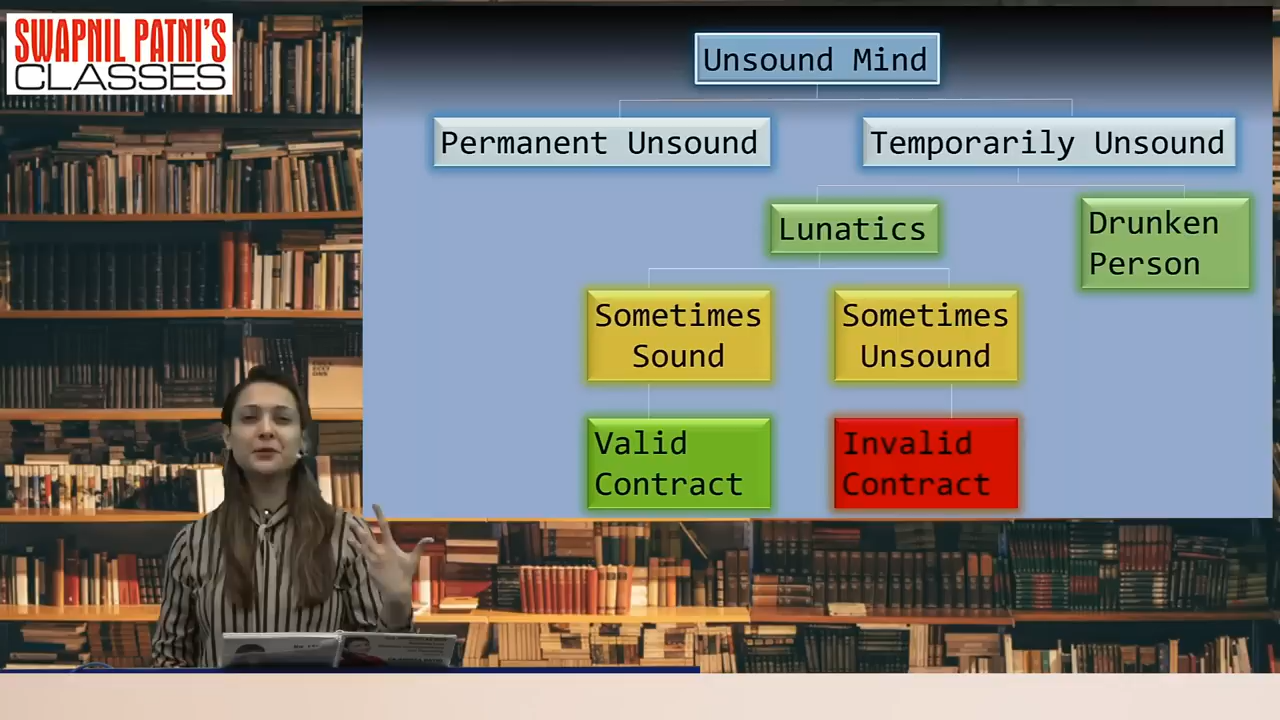 SWAPNIL PATNI'S
CLASSES
Unsound Mind
Permanent Unsound
Temporarily Unsound
Lunatics
Drunken
Person
Sometimes
Sound
Sometimes
Unsound
Valid
Contract
Invalid
Contract